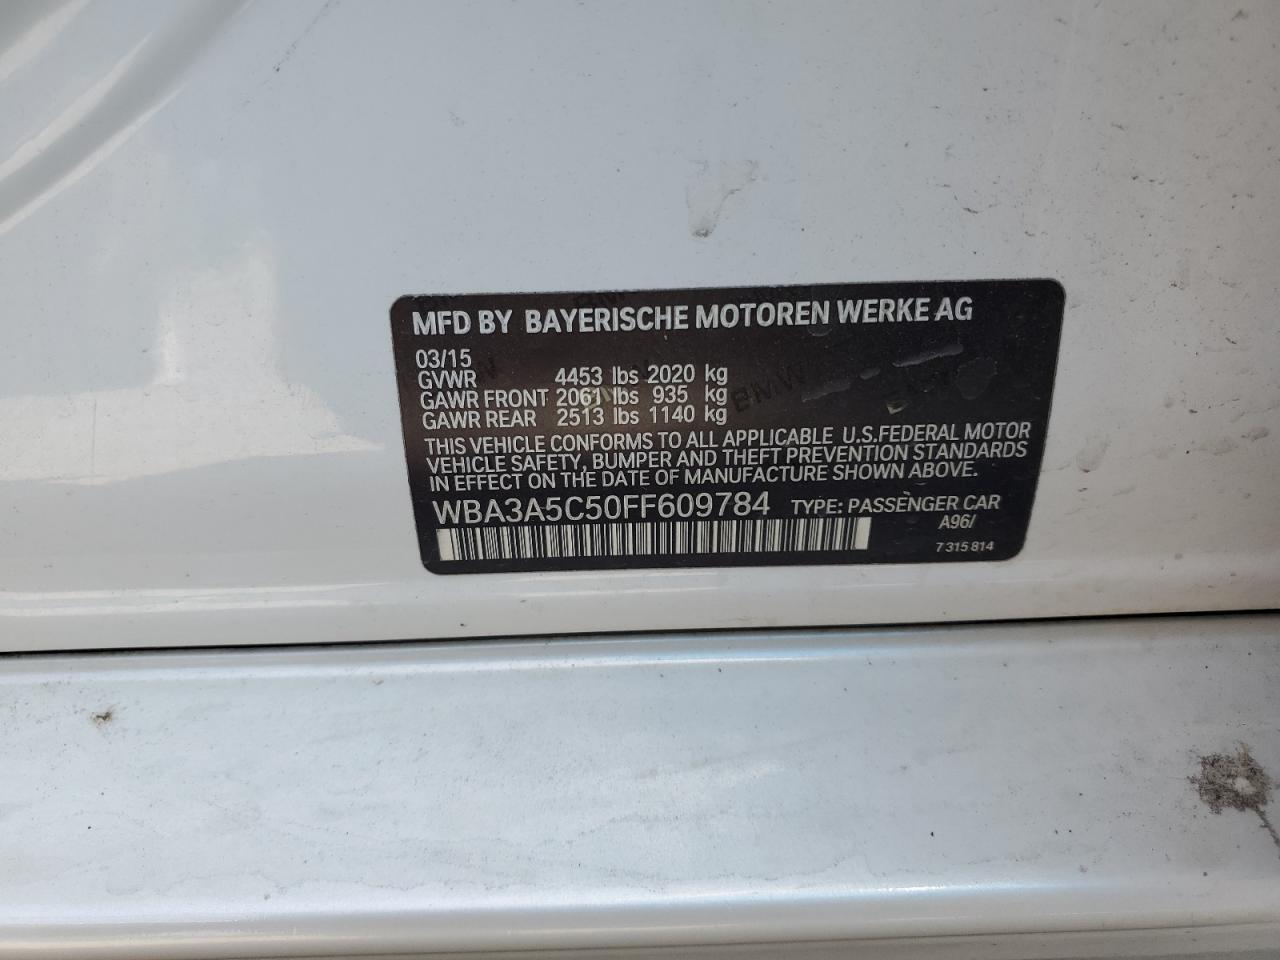 MFD BY BAYERISCHE MOTOREN WERKE AG
03/15
GVWR 4453 lbs 2020 kg
GAWR FRONT 2061 lbs 935 kg
GAWR REAR 2513 lbs 1140 kg
THIS VEHICLE CONFORMS TO ALL APPLICABLE U.S.FEDERAL MOTOR
VEHICLE SAFETY, BUMPER AND THEFT PREVENTION STANDARDS
IN EFFECT ON THE DATE OF MANUFACTURE SHOWN ABOVE.
WBA3A5C50FF609784 TYPE: PASSENGER CAR
A96/
7 315 814